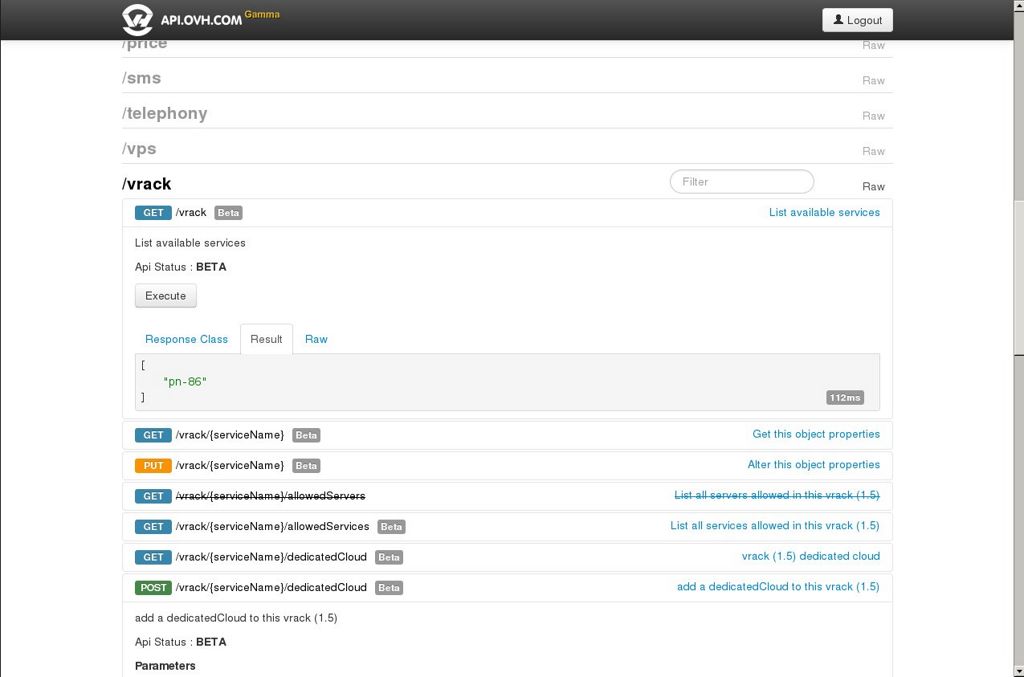 API.OVH.COM Gamma Logout
/price Raw
/sms Raw
/telephony Raw
/vps Raw
/vrack Filter Raw
GET /vrack Beta List available services
List available services
Api Status : BETA
Execute
Response Class Result Raw
[
"pn-86"
] 112ms
GET /vrack/{serviceName} Beta Get this object properties
PUT /vrack/{serviceName} Beta Alter this object properties
GET /vrack/{serviceName}/allowedServers List all servers allowed in this vrack (1.5)
GET /vrack/{serviceName}/allowedServices Beta List all services allowed in this vrack (1.5)
GET /vrack/{serviceName}/dedicatedCloud Beta vrack (1.5) dedicated cloud
POST /vrack/{serviceName}/dedicatedCloud Beta add a dedicatedCloud to this vrack (1.5)
add a dedicatedCloud to this vrack (1.5)
Api Status : BETA
Parameters